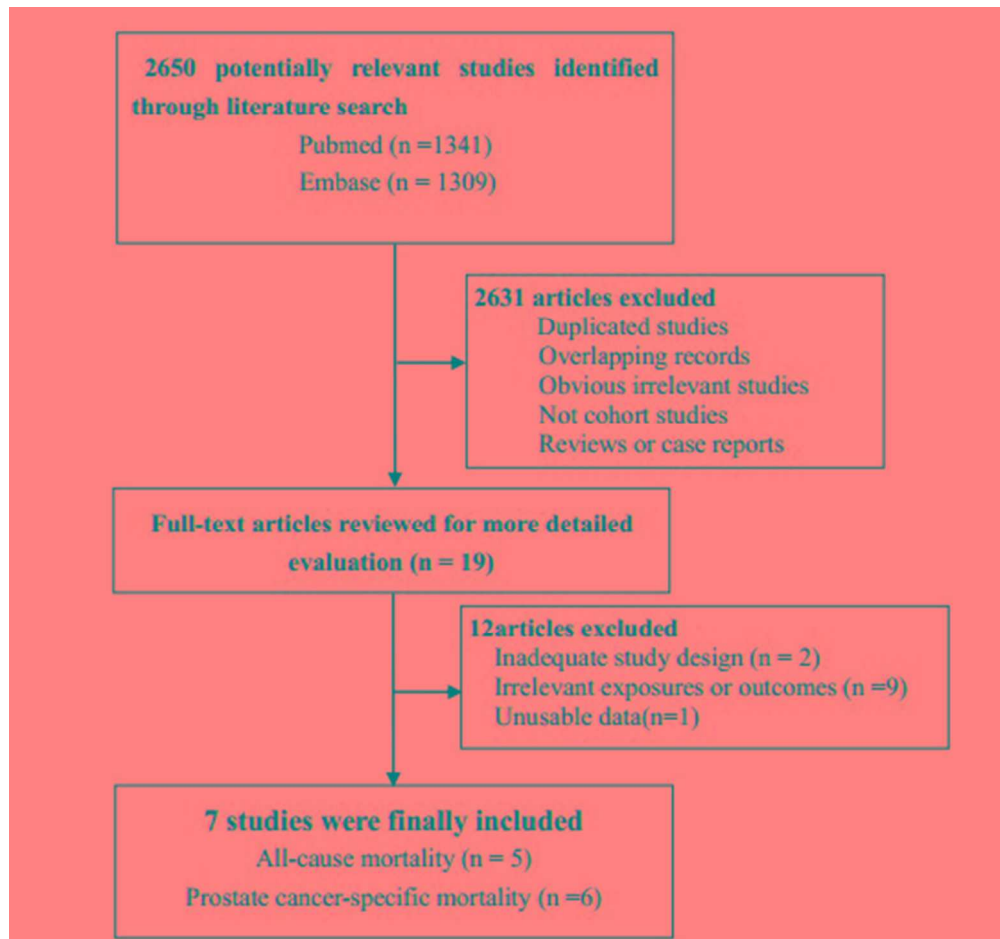 2650 potentially relevant studies identified
through literature search
Pubmed (n =1341)
Embase (n = 1309)
2631 articles excluded
Duplicated studies
Overlapping records
Obvious irrelevant studies
Not cohort studies
Reviews or case reports
Full-text articles reviewed for more detailed
evaluation (n = 19)
12articles excluded
Inadequate study design (n = 2)
Irrelevant exposures or outcomes (n =9)
Unusable data(n=1)
7 studies were finally included
All-cause mortality (n = 5)
Prostate cancer-specific mortality (n =6)